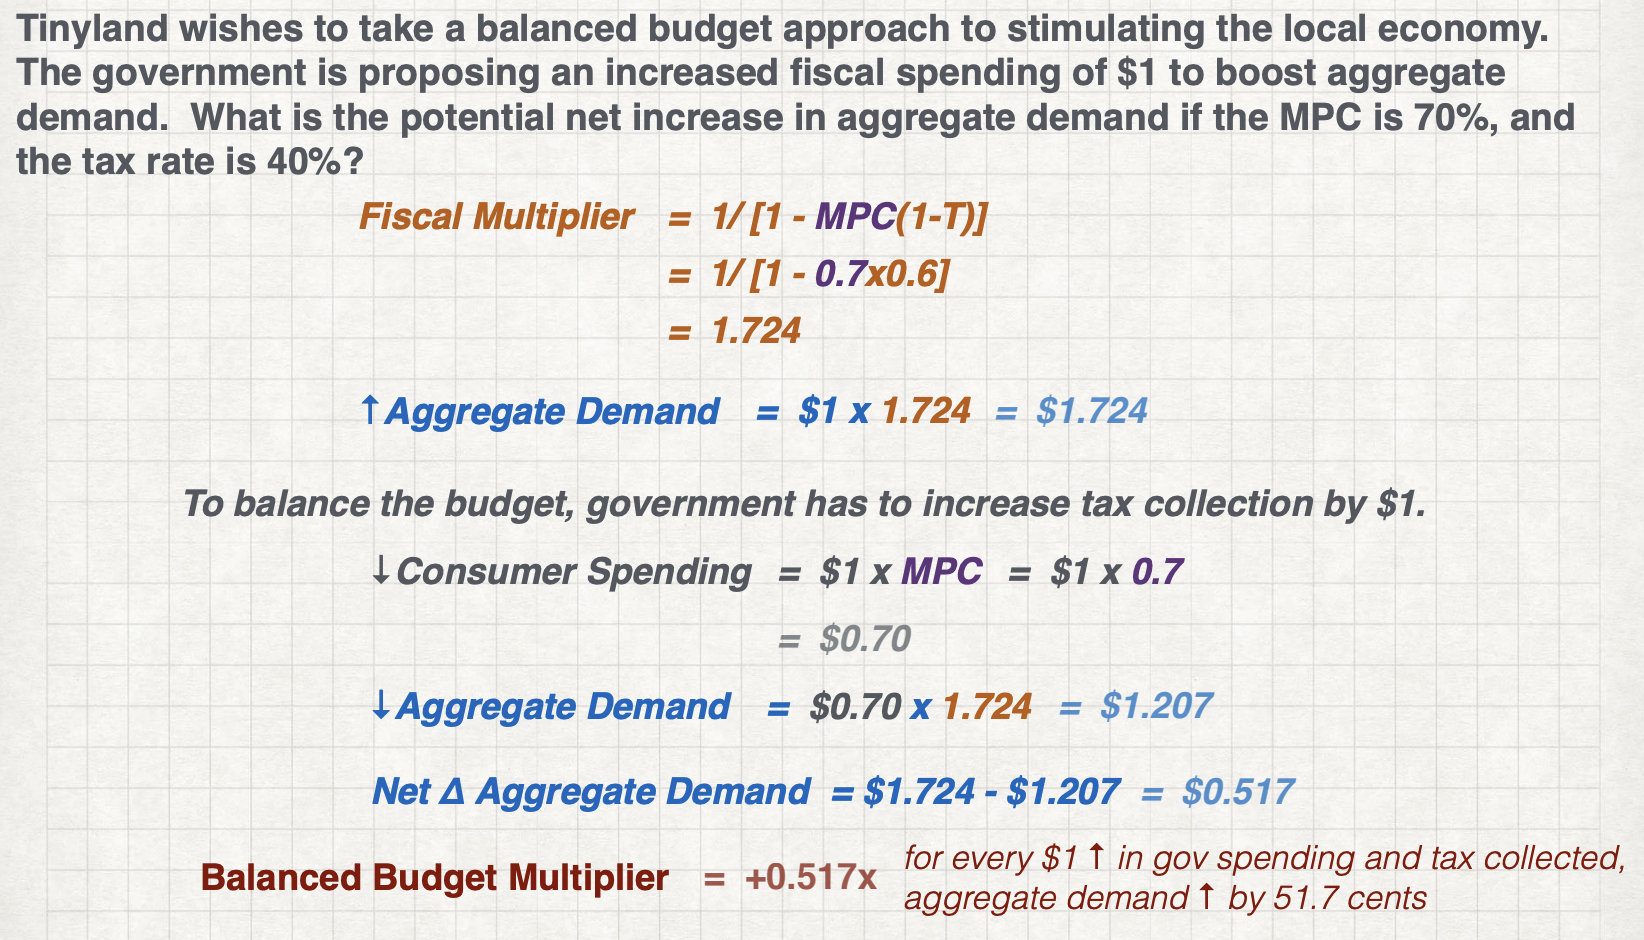 Tinyland wishes to take a balanced budget approach to stimulating the local economy.
The government is proposing an increased fiscal spending of $1 to boost aggregate
demand.  What is the potential net increase in aggregate demand if the MPC is 70%, and
the tax rate is 40%?
Fiscal Multiplier = 1/ [1 - MPC(1-T)]
= 1/ [1 - 0.7x0.6]
= 1.724
↑Aggregate Demand = $1 x 1.724 = $1.724
To balance the budget, government has to increase tax collection by $1.
↓Consumer Spending = $1 x MPC = $1 x 0.7
= $0.70
↓Aggregate Demand = $0.70 x 1.724 = $1.207
Net Δ Aggregate Demand = $1.724 - $1.207 = $0.517
Balanced Budget Multiplier = +0.517x
for every $1 ↑ in gov spending and tax collected,
aggregate demand ↑ by 51.7 cents